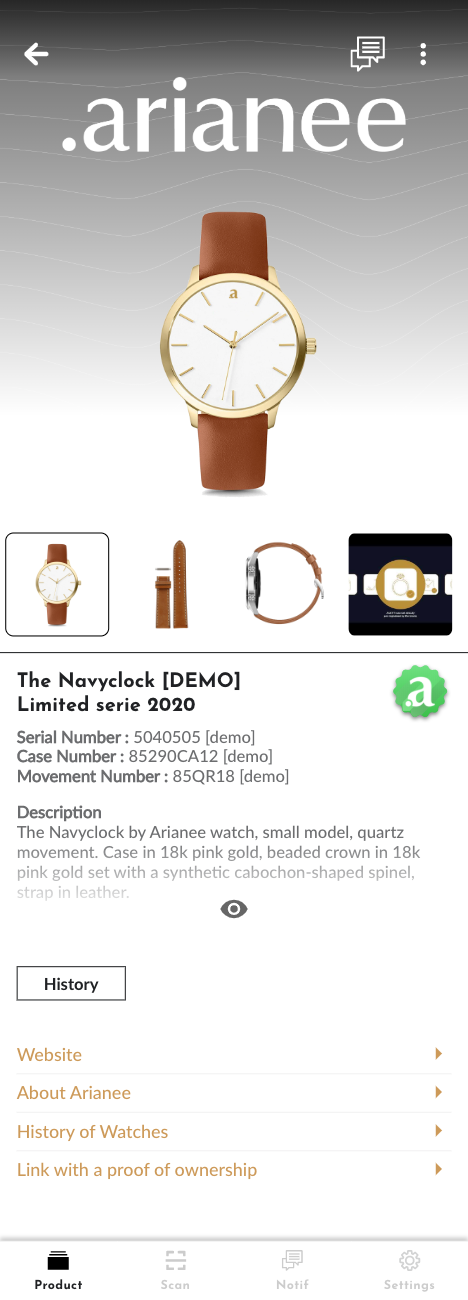 .arianee
a
The Navyclock [DEMO]
Limited serie 2020
a
Serial Number : 5040505 [demo]
Case Number : 85290CA12 [demo]
Movement Number : 85QR18 [demo]
Description
The Navyclock by Arianee watch, small model, quartz
movement. Case in 18k pink gold, beaded crown in 18k
pink gold set with a synthetic cabochon-shaped spinel,
strap in leather.
History
Website
About Arianee
History of Watches
Link with a proof of ownership
Product
Scan
Notif
Settings